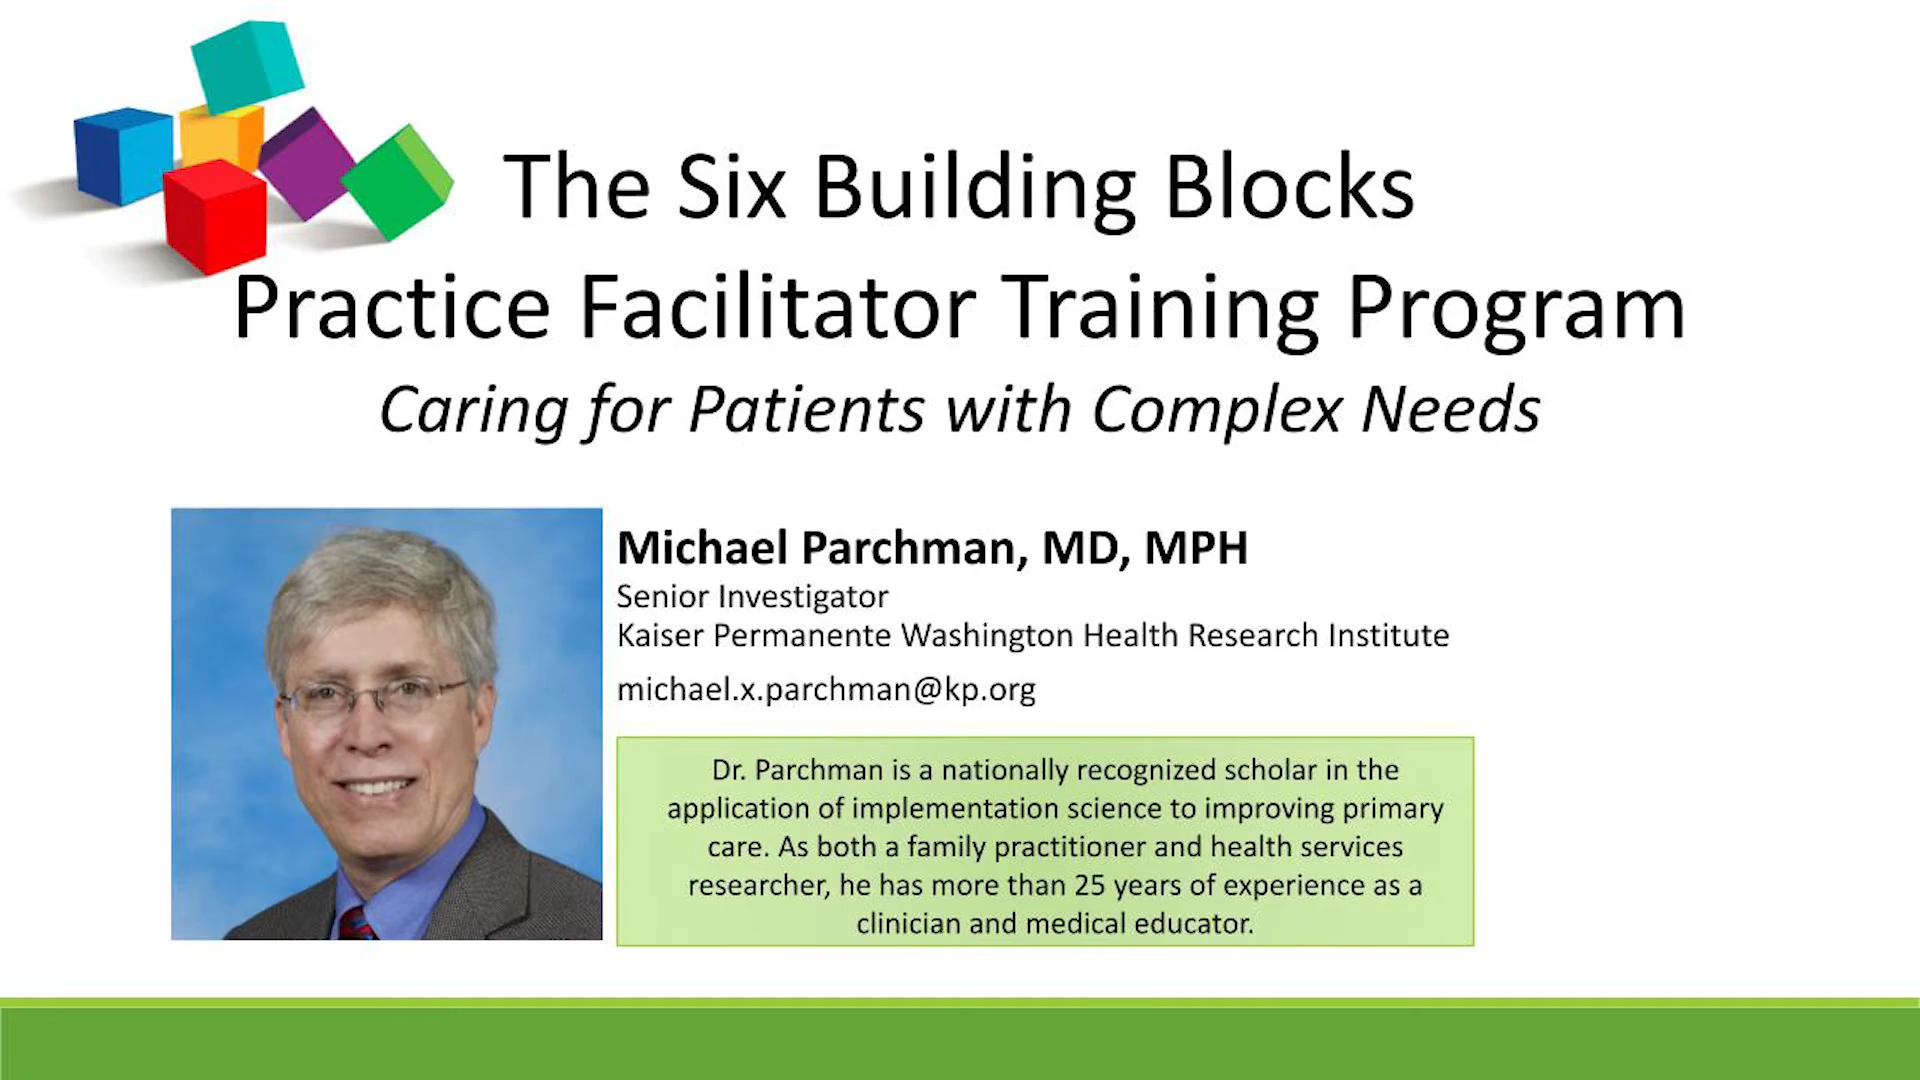 The Six Building Blocks
Practice Facilitator Training Program
Caring for Patients with Complex Needs
Michael Parchman, MD, MPH
Senior Investigator
Kaiser Permanente Washington Health Research Institute
michael.x.parchman@kp.org
Dr. Parchman is a nationally recognized scholar in the
application of implementation science to improving primary
care. As both a family practitioner and health services
researcher, he has more than 25 years of experience as a
clinician and medical educator.